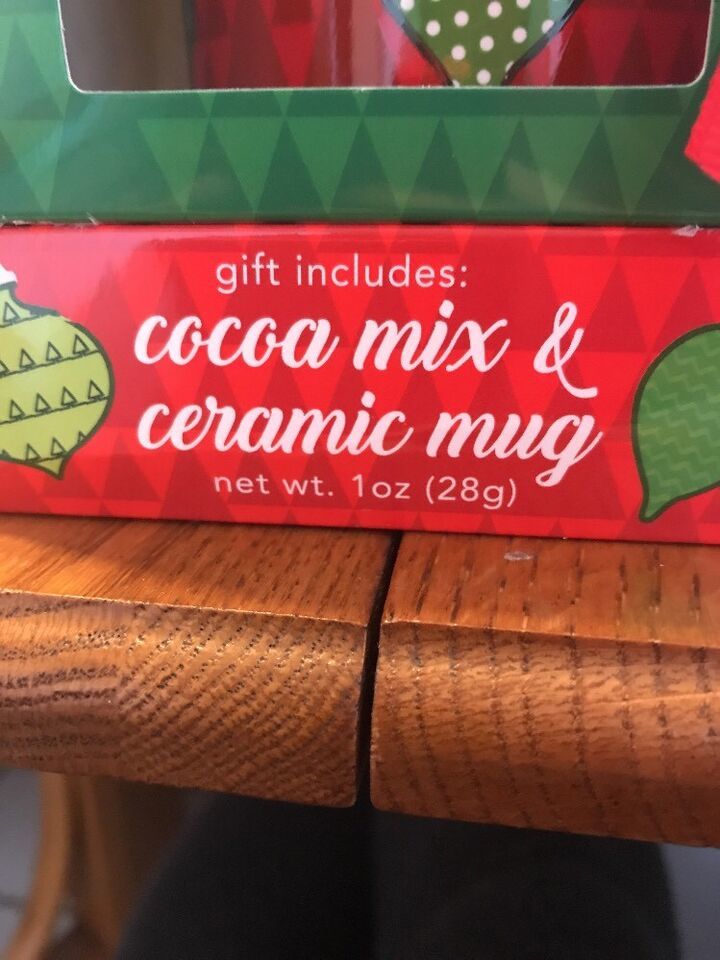 gift includes:
cocoa mix &
ceramic mug
net wt. 1oz (28g)